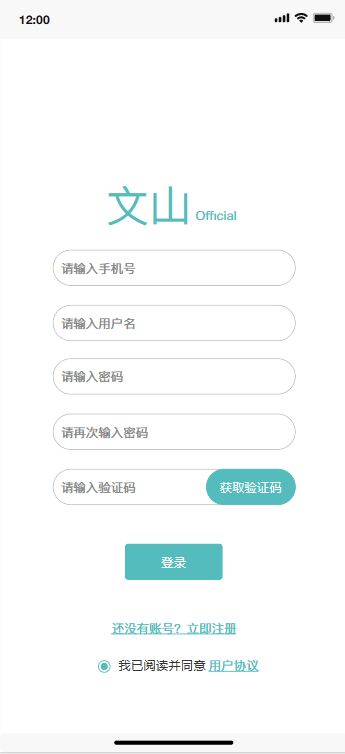 12:00
文山 Official
请输入手机号
请输入用户名
请输入密码
请再次输入密码
请输入验证码 获取验证码
登录
还没有账号？立即注册
我已阅读并同意 用户协议